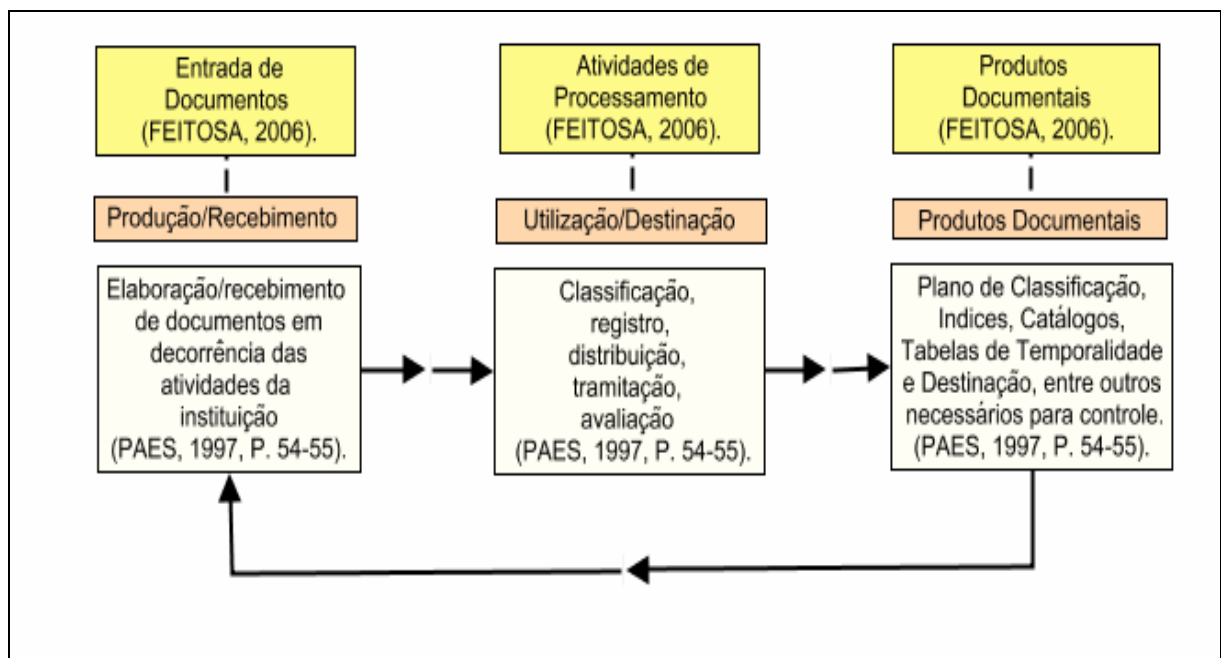 Entrada de
Documentos
(FEITOSA, 2006).
Atividades de
Processamento
(FEITOSA, 2006).
Produtos
Documentais
(FEITOSA, 2006).
Produção/Recebimento
Utilização/Destinação
Produtos Documentais
Elaboração/recebimento
de documentos em
decorrência das
atividades da
instituição
(PAES, 1997, P. 54-55).
Classificação,
registro,
distribuição,
tramitação,
avaliação
(PAES, 1997, P. 54-55).
Plano de Classificação,
Indices, Catálogos,
Tabelas de Temporalidade
e Destinação, entre outros
necessários para controle.
(PAES, 1997, P. 54-55).